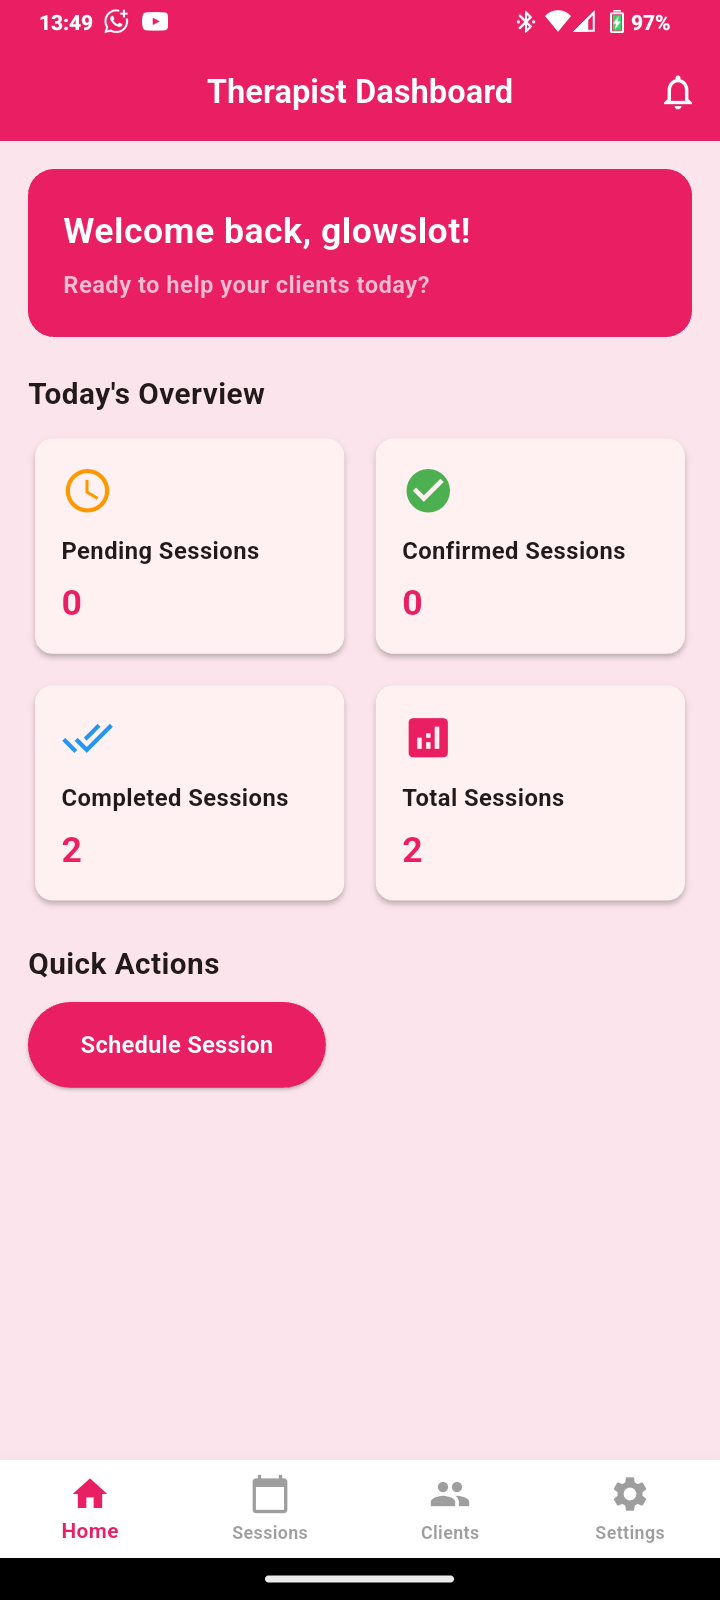 13:49
97%
Therapist Dashboard
Welcome back, glowslot!
Ready to help your clients today?
Today's Overview
Pending Sessions
0
Confirmed Sessions
0
Completed Sessions
2
Total Sessions
2
Quick Actions
Schedule Session
Home
Sessions
Clients
Settings